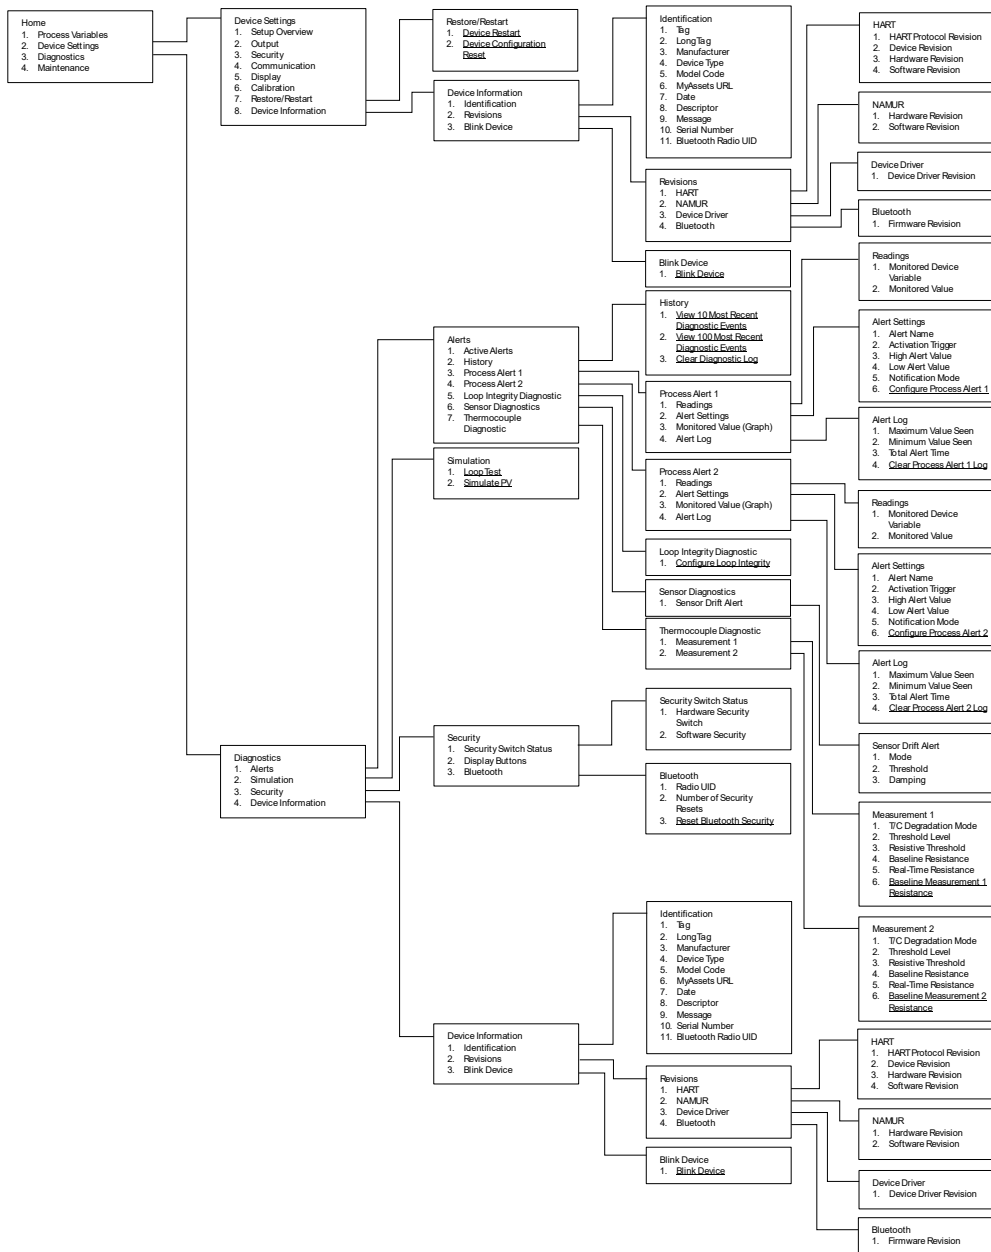 Home
1. Process Variables
2. Device Settings
3. Diagnostics
4. Maintenance
Device Settings
1. Setup Overview
2. Output
3. Security
4. Communication
5. Display
6. Calibration
7. Restore/Restart
8. Device Information
Restore/Restart
1. Device Restart
2. Device Configuration
Reset
Device Information
1. Identification
2. Revisions
3. Blink Device
Identification
1. Tag
2. Long Tag
3. Manufacturer
4. Device Type
5. Model Code
6. MyAssets URL
7. Date
8. Descriptor
9. Message
10. Serial Number
11. Bluetooth Radio UID
Revisions
1. HART
2. NAMUR
3. Device Driver
4. Bluetooth
Blink Device
1. Blink Device
HART
1. HART Protocol Revision
2. Device Revision
3. Hardware Revision
4. Software Revision
NAMUR
1. Hardware Revision
2. Software Revision
Device Driver
1. Device Driver Revision
Bluetooth
1. Firmware Revision
Diagnostics
1. Alerts
2. Simulation
3. Security
4. Device Information
Alerts
1. Active Alerts
2. History
3. Process Alert 1
4. Process Alert 2
5. Loop Integrity Diagnostic
6. Sensor Diagnostics
7. Thermocouple
Diagnostic
Simulation
1. Loop Test
2. Simulate PV
History
1. View 10 Most Recent
Diagnostic Events
2. View 100 Most Recent
Diagnostic Events
3. Clear Diagnostic Log
Process Alert 1
1. Readings
2. Alert Settings
3. Monitored Value (Graph)
4. Alert Log
Process Alert 2
1. Readings
2. Alert Settings
3. Monitored Value (Graph)
4. Alert Log
Loop Integrity Diagnostic
1. Configure Loop Integrity
Sensor Diagnostics
1. Sensor Drift Alert
Thermocouple Diagnostic
1. Measurement 1
2. Measurement 2
Readings
1. Monitored Device
Variable
2. Monitored Value
Alert Settings
1. Alert Name
2. Activation Trigger
3. High Alert Value
4. Low Alert Value
5. Notification Mode
6. Configure Process Alert 1
Alert Log
1. Maximum Value Seen
2. Minimum Value Seen
3. Total Alert Time
4. Clear Process Alert 1 Log
Readings
1. Monitored Device
Variable
2. Monitored Value
Alert Settings
1. Alert Name
2. Activation Trigger
3. High Alert Value
4. Low Alert Value
5. Notification Mode
6. Configure Process Alert 2
Alert Log
1. Maximum Value Seen
2. Minimum Value Seen
3. Total Alert Time
4. Clear Process Alert 2 Log
Sensor Drift Alert
1. Mode
2. Threshold
3. Damping
Measurement 1
1. T/C Degradation Mode
2. Threshold Level
3. Resistive Threshold
4. Baseline Resistance
5. Real-Time Resistance
6. Baseline Measurement 1
Resistance
Measurement 2
1. T/C Degradation Mode
2. Threshold Level
3. Resistive Threshold
4. Baseline Resistance
5. Real-Time Resistance
6. Baseline Measurement 2
Resistance
Security
1. Security Switch Status
2. Display Buttons
3. Bluetooth
Security Switch Status
1. Hardware Security
Switch
2. Software Security
Bluetooth
1. Radio UID
2. Number of Security
Resets
3. Reset Bluetooth Security
Device Information
1. Identification
2. Revisions
3. Blink Device
Identification
1. Tag
2. Long Tag
3. Manufacturer
4. Device Type
5. Model Code
6. MyAssets URL
7. Date
8. Descriptor
9. Message
10. Serial Number
11. Bluetooth Radio UID
Revisions
1. HART
2. NAMUR
3. Device Driver
4. Bluetooth
Blink Device
1. Blink Device
HART
1. HART Protocol Revision
2. Device Revision
3. Hardware Revision
4. Software Revision
NAMUR
1. Hardware Revision
2. Software Revision
Device Driver
1. Device Driver Revision
Bluetooth
1. Firmware Revision